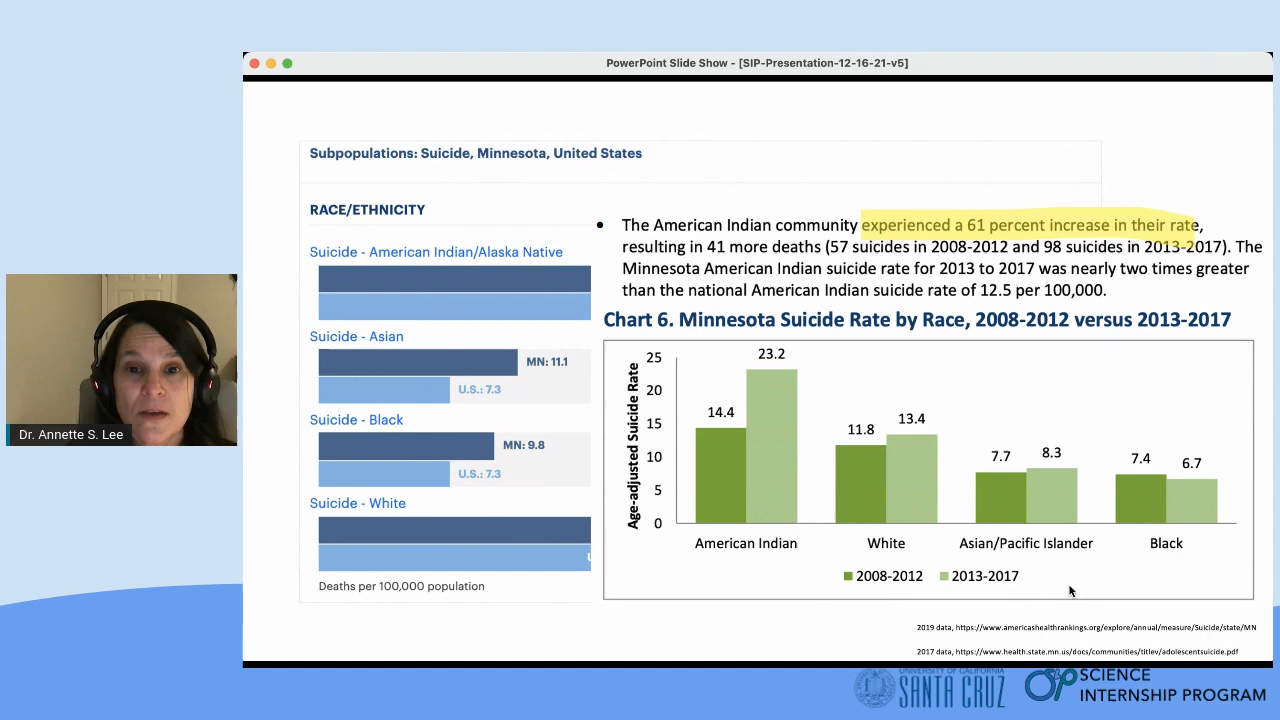 PowerPoint Slide Show - [SIP-Presentation-12-16-21-v5]
Subpopulations: Suicide, Minnesota, United States
RACE/ETHNICITY
Suicide - American Indian/Alaska Native
Suicide - Asian
MN: 11.1
U.S.: 7.3
Suicide - Black
MN: 9.8
U.S.: 7.3
Suicide - White
Deaths per 100,000 population
• The American Indian community experienced a 61 percent increase in their rate,
resulting in 41 more deaths (57 suicides in 2008-2012 and 98 suicides in 2013-2017). The
Minnesota American Indian suicide rate for 2013 to 2017 was nearly two times greater
than the national American Indian suicide rate of 12.5 per 100,000.
Chart 6. Minnesota Suicide Rate by Race, 2008-2012 versus 2013-2017
Age-adjusted Suicide Rate
25
20
15
10
5
0
14.4
23.2
11.8
13.4
7.7
8.3
7.4
6.7
American Indian
White
Asian/Pacific Islander
Black
2008-2012
2013-2017
2019 data, https://www.americashealthrankings.org/explore/annual/measure/Suicide/state/MN
2017 data, https://www.health.state.mn.us/docs/communities/titlev/adolescentsuicide.pdf
Dr. Annette S. Lee
UNIVERSITY OF CALIFORNIA
SANTA CRUZ
SCIENCE
INTERNSHIP PROGRAM